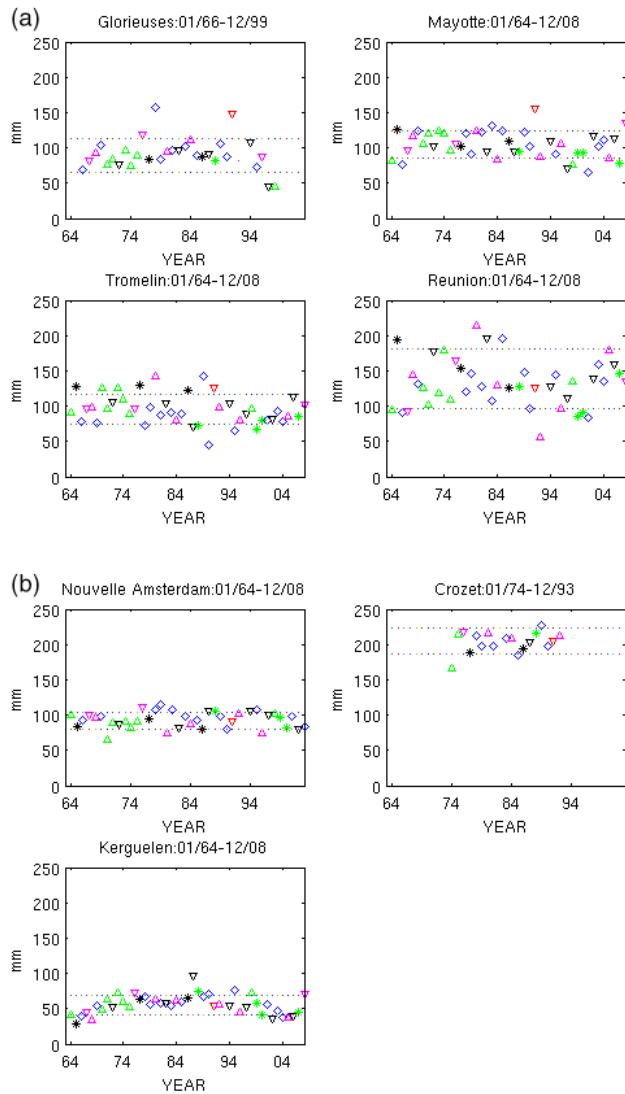 (a)
Glorieuses:01/66-12/99
Mayotte:01/64-12/08
250
200
150
100
50
0
mm
64 74 84 94
YEAR
250
200
150
100
50
0
mm
64 74 84 94 04
YEAR
Tromelin:01/64-12/08
Reunion:01/64-12/08
250
200
150
100
50
0
mm
64 74 84 94 04
YEAR
250
200
150
100
50
0
mm
64 74 84 94 04
YEAR
(b)
Nouvelle Amsterdam:01/64-12/08
Crozet:01/74-12/93
250
200
150
100
50
0
mm
64 74 84 94 04
YEAR
250
200
150
100
50
0
mm
64 74 84 94
YEAR
Kerguelen:01/64-12/08
250
200
150
100
50
0
mm
64 74 84 94 04
YEAR